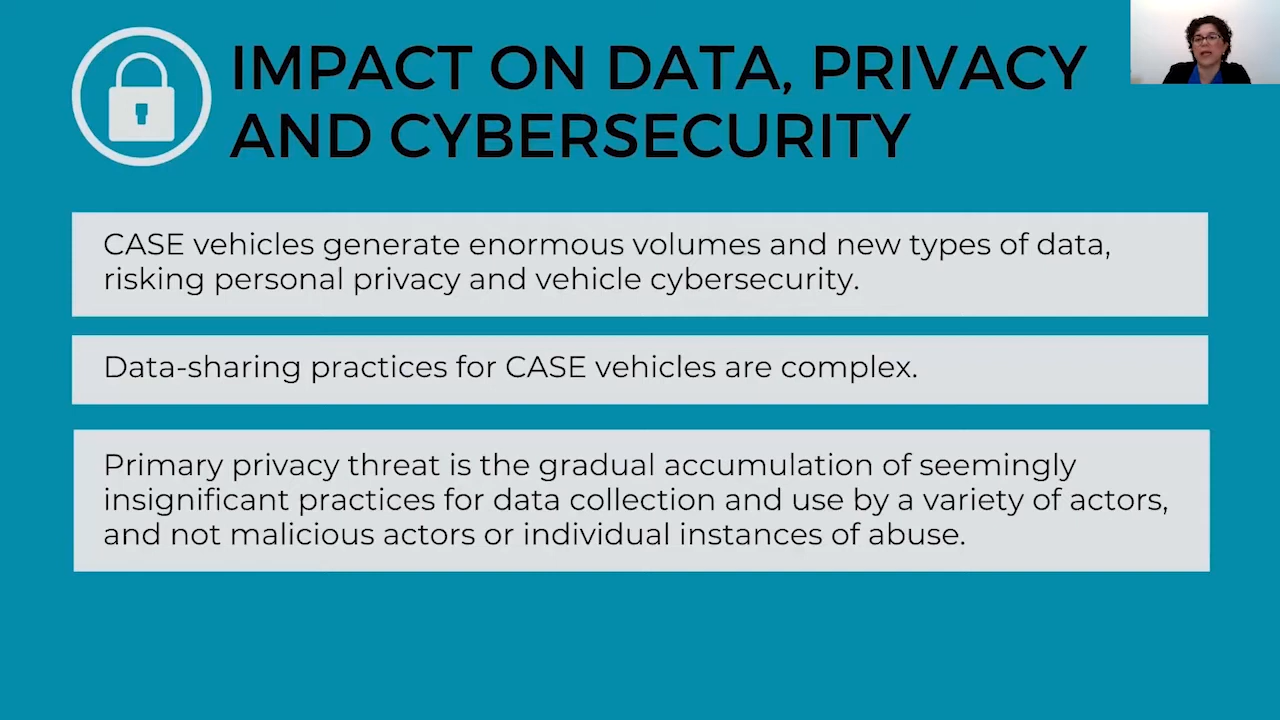 IMPACT ON DATA, PRIVACY
AND CYBERSECURITY
CASE vehicles generate enormous volumes and new types of data,
risking personal privacy and vehicle cybersecurity.
Data-sharing practices for CASE vehicles are complex.
Primary privacy threat is the gradual accumulation of seemingly
insignificant practices for data collection and use by a variety of actors,
and not malicious actors or individual instances of abuse.